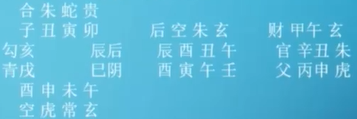 合朱蛇贵
子丑寅卯 后空朱玄 财甲午玄
勾亥 辰后 辰酉丑午 官辛丑朱
青戌 巳阴 酉寅午壬 父丙申虎
酉申未午
空虎常玄